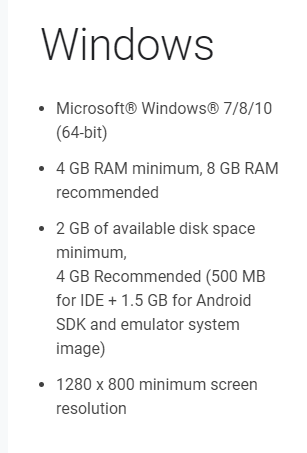 Windows
Microsoft® Windows® 7/8/10
(64-bit)
4 GB RAM minimum, 8 GB RAM
recommended
2 GB of available disk space
minimum,
4 GB Recommended (500 MB
for IDE + 1.5 GB for Android
SDK and emulator system
image)
1280 x 800 minimum screen
resolution